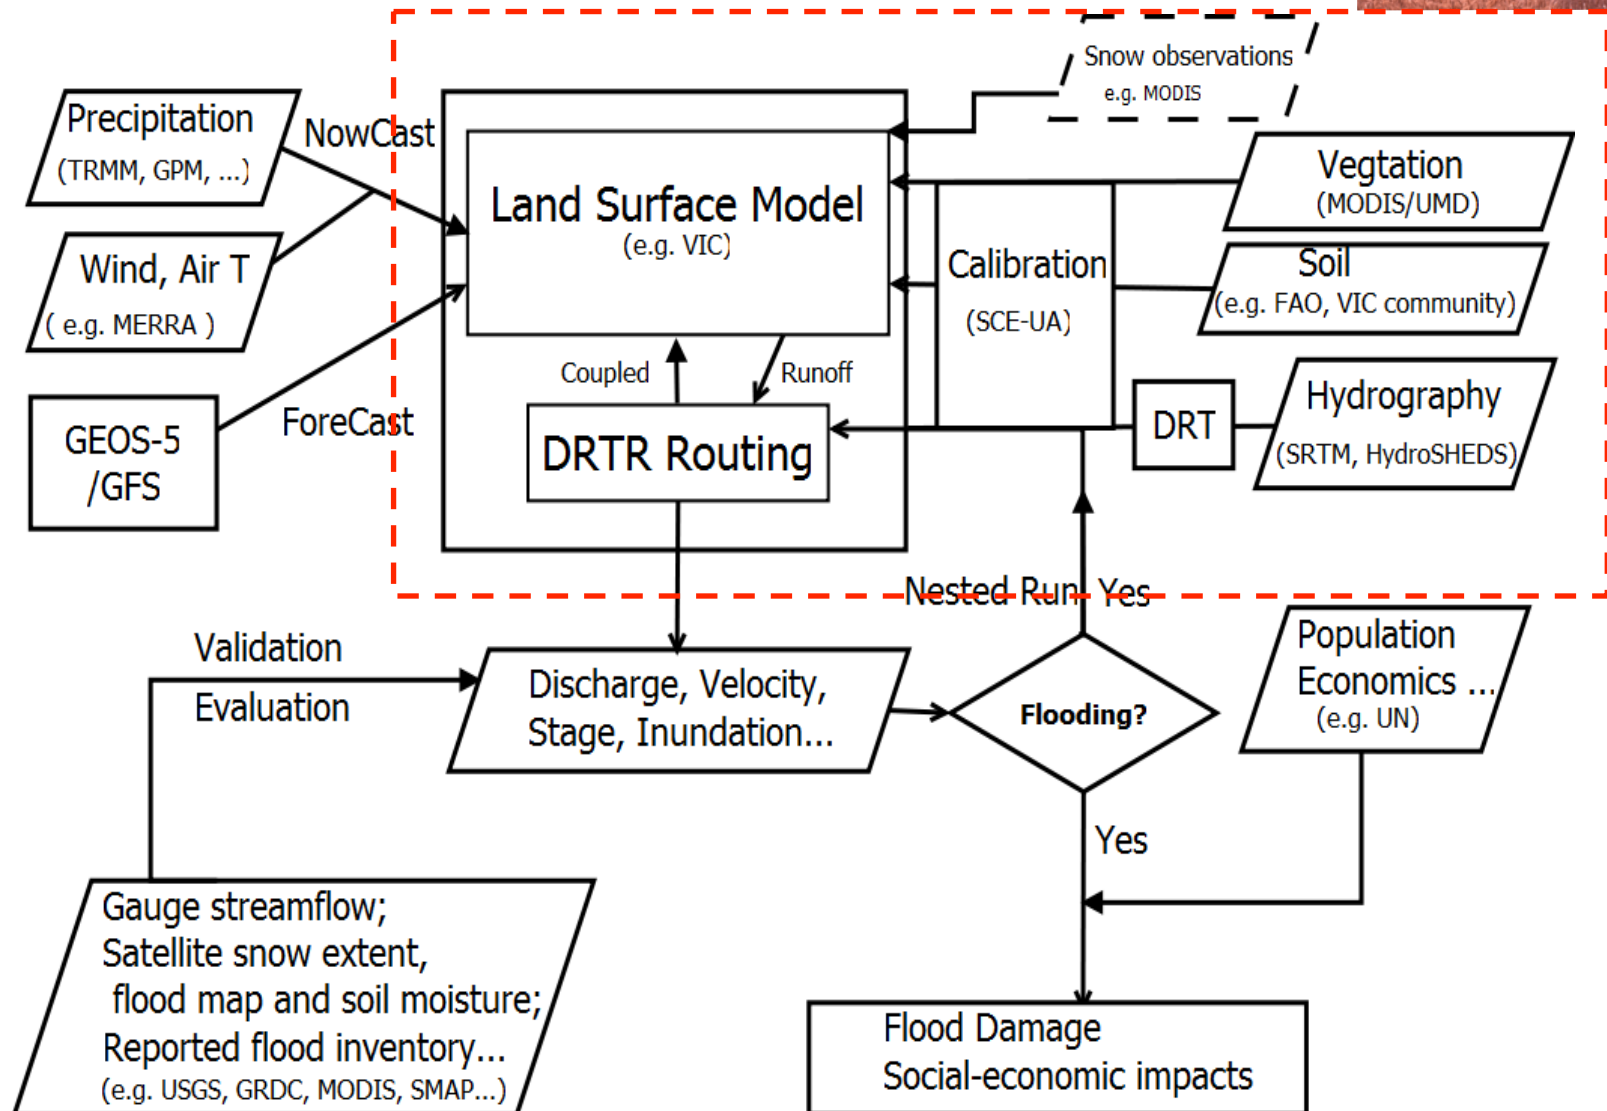 Snow observations
e.g. MODIS
Precipitation
(TRMM, GPM, ...)
NowCast
Wind, Air T
( e.g. MERRA )
GEOS-5
/GFS
ForeCast
Land Surface Model
(e.g. VIC)
Coupled
Runoff
DRTR Routing
Calibration
(SCE-UA)
Vegtation
(MODIS/UMD)
Soil
(e.g. FAO, VIC community)
DRT
Hydrography
(SRTM, HydroSHEDS)
Nested Run
Yes
Validation
Evaluation
Discharge, Velocity,
Stage, Inundation...
Flooding?
Population
Economics ...
(e.g. UN)
Yes
Gauge streamflow;
Satellite snow extent,
flood map and soil moisture;
Reported flood inventory...
(e.g. USGS, GRDC, MODIS, SMAP...)
Flood Damage
Social-economic impacts